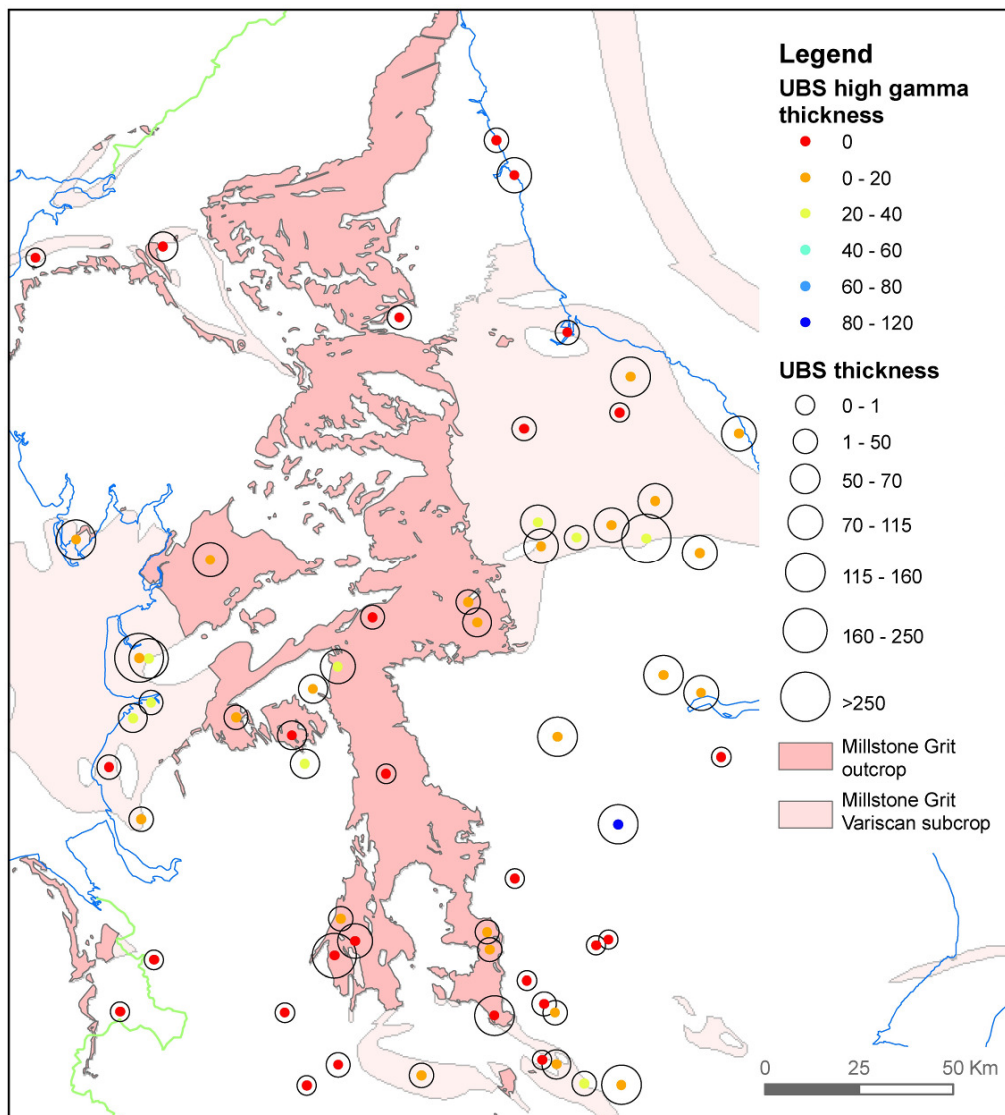 Legend
UBS high gamma
thickness
0
0 - 20
20 - 40
40 - 60
60 - 80
80 - 120
UBS thickness
0 - 1
1 - 50
50 - 70
70 - 115
115 - 160
160 - 250
>250
Millstone Grit
outcrop
Millstone Grit
Variscan subcrop
0 25 50 Km